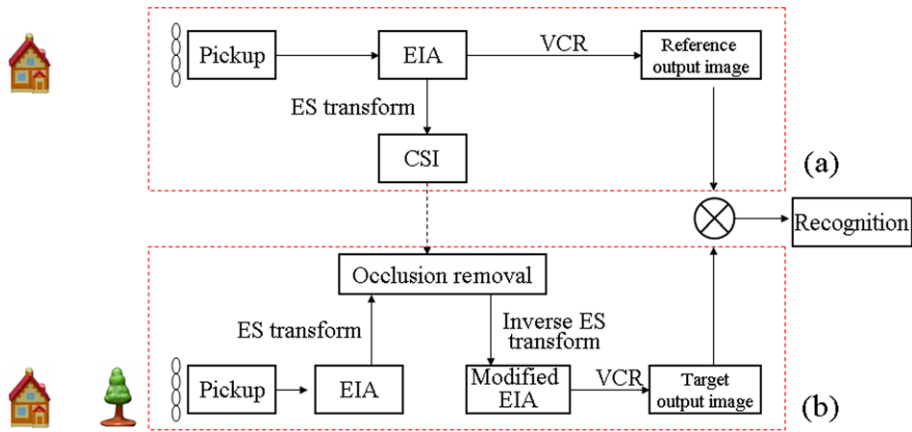 Pickup
EIA
VCR
Reference
output image
ES transform
CSI
(a)
Recognition
Occlusion removal
ES transform
Inverse ES
transform
Pickup
EIA
Modified
EIA
VCR
Target
output image
(b)